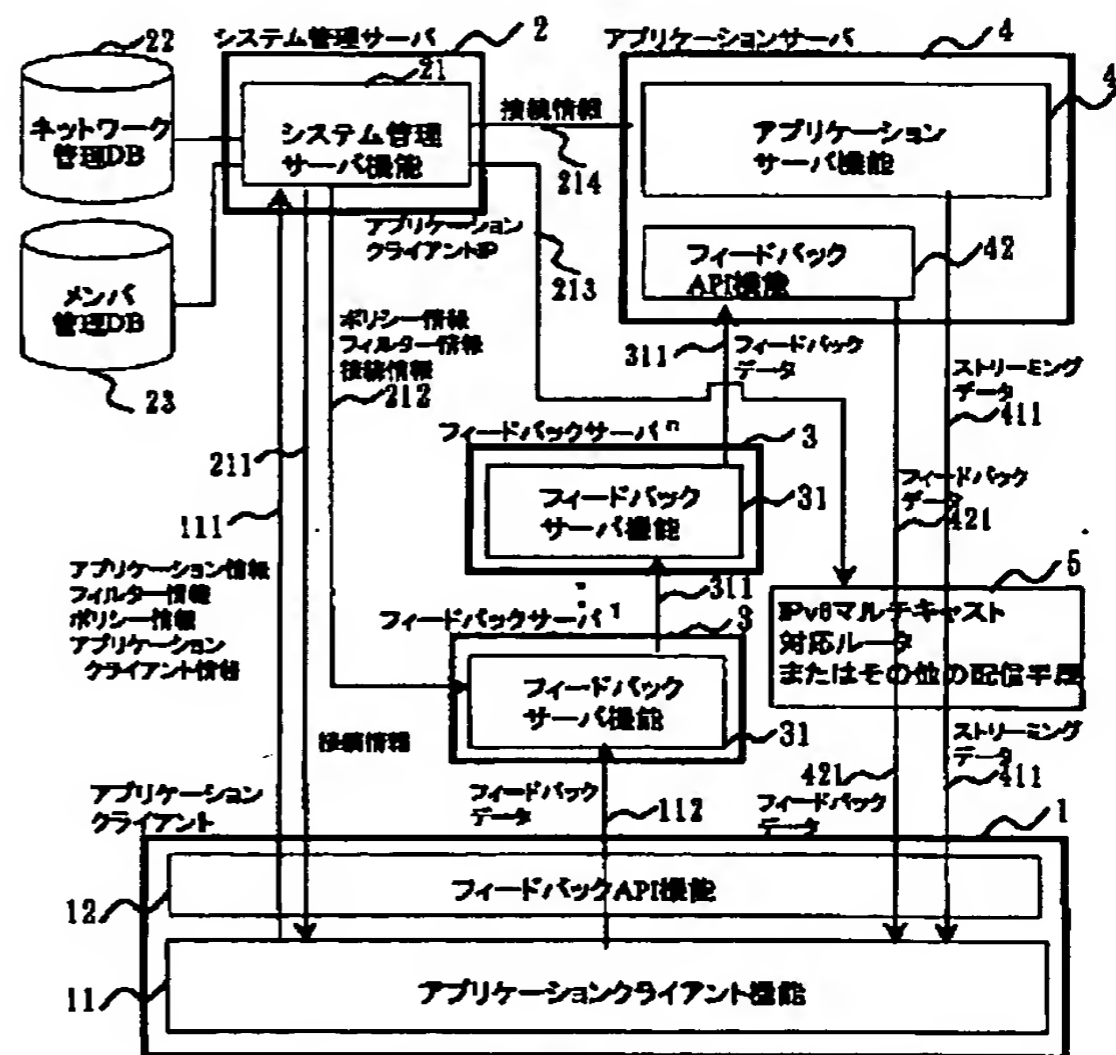 22
システム管理サーバ
2
アプリケーションサーバ
4
21
4
ネットワーク
管理DB
システム管理
サーバ機能
接続情報
214
アプリケーション
サーバ機能
アプリケーション
クライアントIP
213
フィードバック
API機能
42
メンバ
管理DB
23
ポリシー情報
フィルター情報
接続情報
212
311
フィードバック
データ
ストリーミング
データ
411
211
111
フィードバックサーバn
3
フィードバック
サーバ機能
31
フィードバック
データ
421
アプリケーション情報
フィルター情報
ポリシー情報
アプリケーション
クライアント情報
311
フィードバックサーバ1
3
5
IPv6マルチキャスト
対応ルータ
またはその他の配信手段
フィードバック
サーバ機能
31
接続情報
ストリーミング
データ
411
アプリケーション
クライアント
フィードバック
データ
112
421
フィードバック
データ
1
12
フィードバックAPI機能
11
アプリケーションクライアント機能